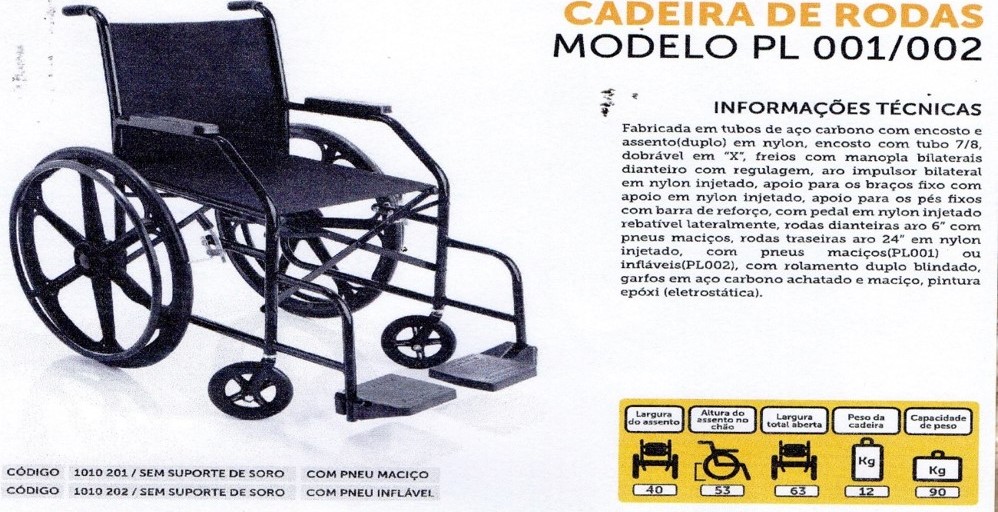 CADEIRA DE RODAS
MODELO PL 001/002
INFORMAÇÕES TÉCNICAS
Fabricada em tubos de aço carbono com encosto e
assento(duplo) em nylon, encosto com tubo 7/8,
dobrável em “X”, freios com manopla bilaterais
dianteiro com regulagem, aro impulsor bilateral
em nylon injetado, apoio para os braços fixo com
apoio em nylon injetado, apoio para os pés fixos
com barra de reforço, com pedal em nylon injetado
rebatível lateralmente, rodas dianteiras aro 6” com
pneus maciços, rodas traseiras aro 24” em nylon
injetado, com pneus maciços(PL001) ou
infláveis(PL002), com rolamento duplo blindado,
garfos em aço carbono achatado e maciço, pintura
epóxi (eletrostática).
Largura do assento
Altura do assento no chão
Largura total aberta
Peso da cadeira
Capacidade de peso
Kg
Kg
40 53 63 12 90
CÓDIGO 1010 201 / SEM SUPORTE DE SORO COM PNEU MACIÇO
CÓDIGO 1010 202 / SEM SUPORTE DE SORO COM PNEU INFLÁVEL